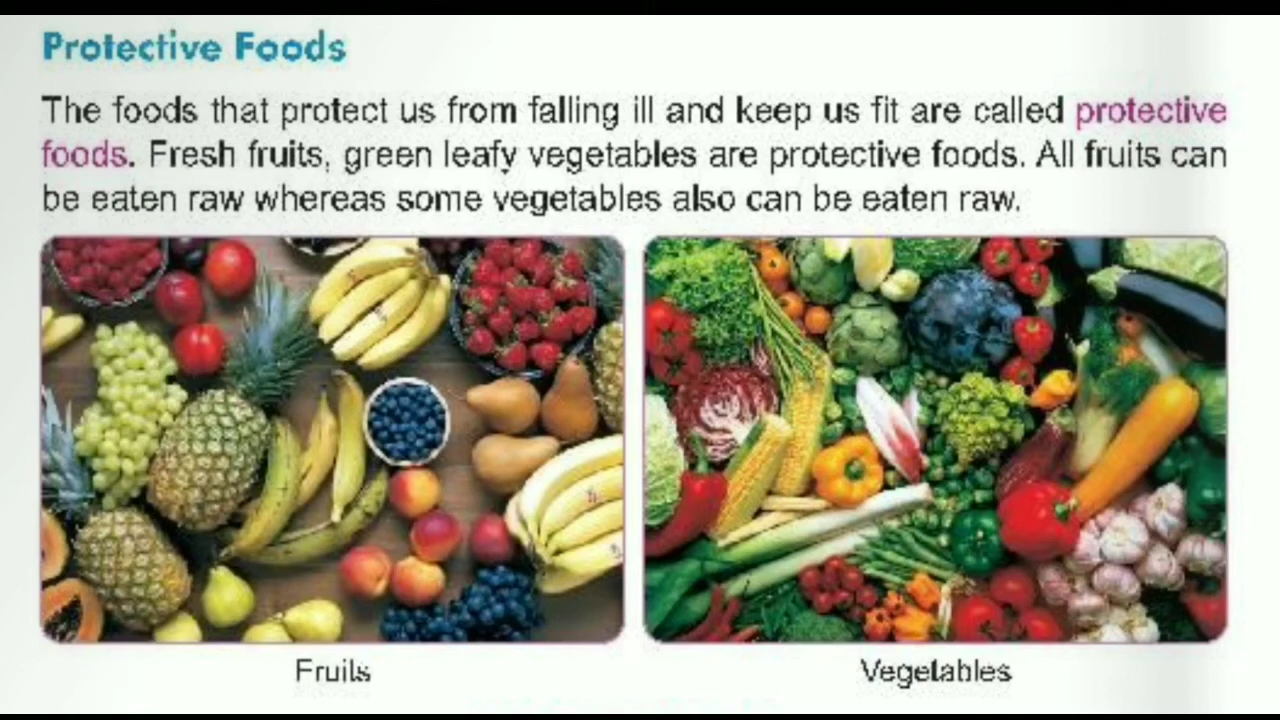 Protective Foods
The foods that protect us from falling ill and keep us fit are called protective
foods. Fresh fruits, green leafy vegetables are protective foods. All fruits can
be eaten raw whereas some vegetables also can be eaten raw.
Fruits
Vegetables